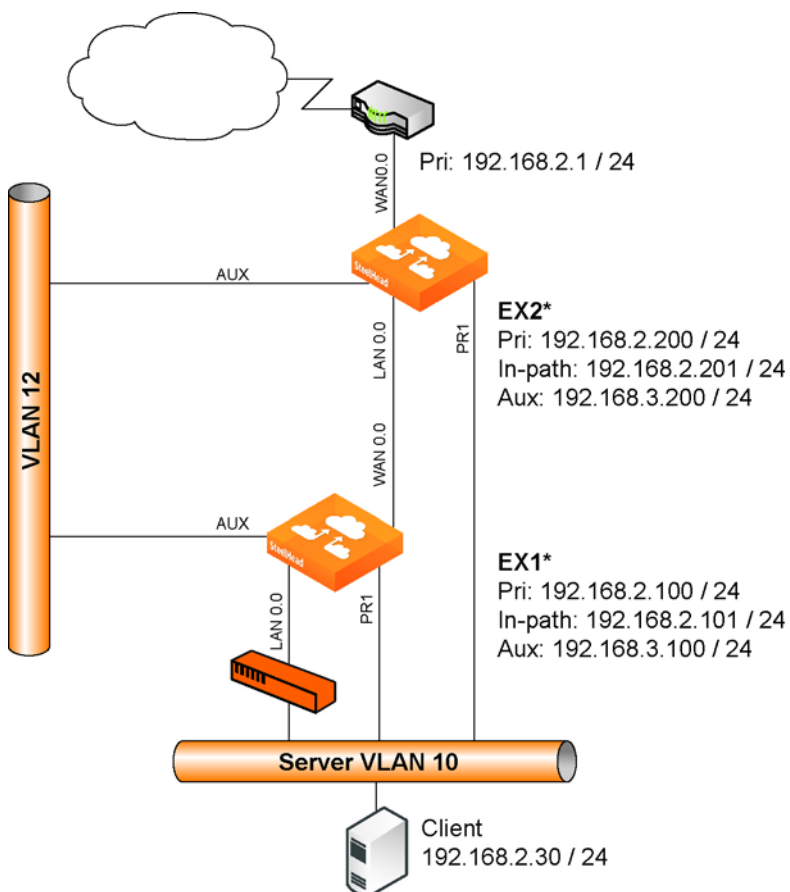 WAN0.0
Pri: 192.168.2.1 / 24
AUX
SteelHead
EX2*
Pri: 192.168.2.200 / 24
In-path: 192.168.2.201 / 24
Aux: 192.168.3.200 / 24
LAN 0.0
PR1
VLAN 12
WAN 0.0
AUX
SteelHead
EX1*
Pri: 192.168.2.100 / 24
In-path: 192.168.2.101 / 24
Aux: 192.168.3.100 / 24
LAN 0.0
PR1
Server VLAN 10
Client
192.168.2.30 / 24